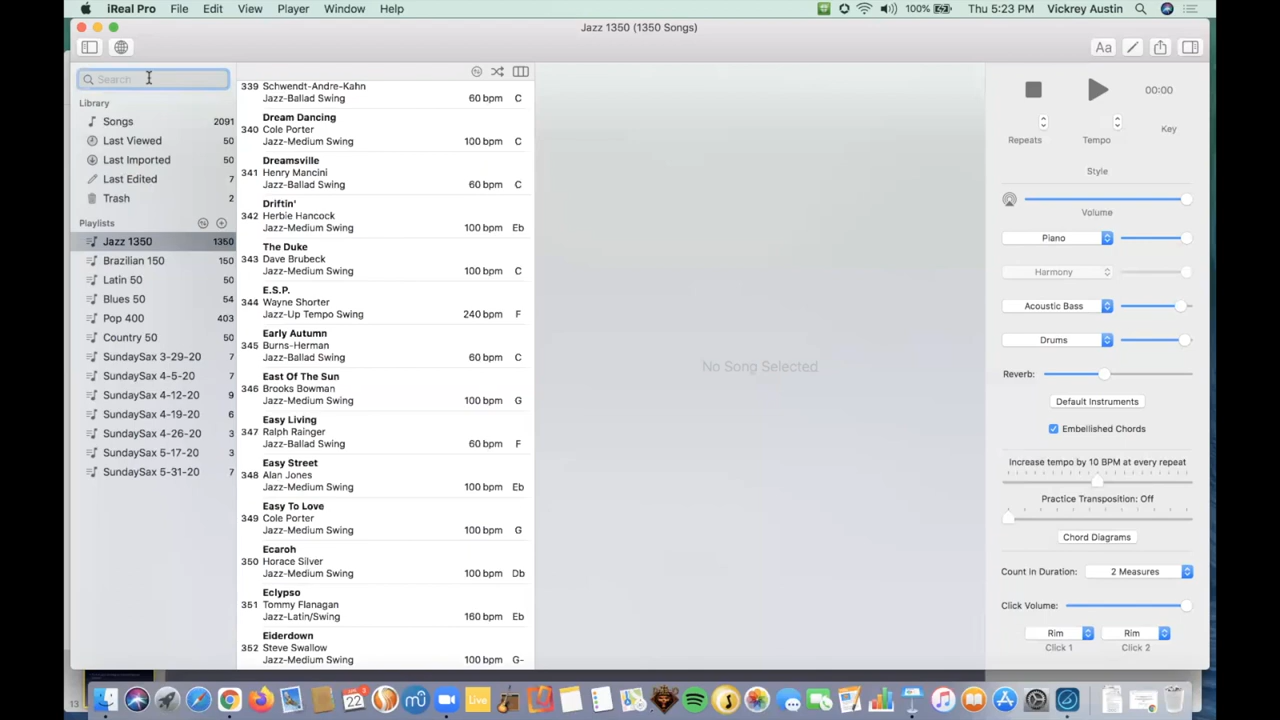 iReal Pro File Edit View Player Window Help 100% Thu 5:23 PM Vickrey Austin
Jazz 1350 (1350 Songs)
Aa
Search
Library
Songs 2091
Last Viewed 50
Last Imported 50
Last Edited 7
Trash 2
Playlists
Jazz 1350 1350
Brazilian 150 150
Latin 50 50
Blues 50 54
Pop 400 403
Country 50 50
SundaySax 3-29-20 7
SundaySax 4-5-20 7
SundaySax 4-12-20 9
SundaySax 4-19-20 6
SundaySax 4-26-20 3
SundaySax 5-17-20 3
SundaySax 5-31-20 7
339 Schwendt-Andre-Kahn
Jazz-Ballad Swing 60 bpm C
Dream Dancing
340 Cole Porter
Jazz-Medium Swing 100 bpm C
Dreamsville
341 Henry Mancini
Jazz-Ballad Swing 60 bpm C
Driftin'
342 Herbie Hancock
Jazz-Medium Swing 100 bpm Eb
The Duke
343 Dave Brubeck
Jazz-Medium Swing 100 bpm C
E.S.P.
344 Wayne Shorter
Jazz-Up Tempo Swing 240 bpm F
Early Autumn
345 Burns-Herman
Jazz-Ballad Swing 60 bpm C
East Of The Sun
346 Brooks Bowman
Jazz-Medium Swing 100 bpm G
Easy Living
347 Ralph Rainger
Jazz-Ballad Swing 60 bpm F
Easy Street
348 Alan Jones
Jazz-Medium Swing 100 bpm Eb
Easy To Love
349 Cole Porter
Jazz-Medium Swing 100 bpm G
Ecaroh
350 Horace Silver
Jazz-Medium Swing 100 bpm Db
Eclypso
351 Tommy Flanagan
Jazz-Latin/Swing 160 bpm Eb
Eiderdown
352 Steve Swallow
Jazz-Medium Swing 100 bpm G-
No Song Selected
00:00
Repeats Tempo Key
Style
Volume
Piano
Harmony
Acoustic Bass
Drums
Reverb:
Default Instruments
Embellished Chords
Increase tempo by 10 BPM at every repeat
Practice Transposition: Off
Chord Diagrams
Count In Duration: 2 Measures
Click Volume:
Rim Rim
Click 1 Click 2
13
22
Live